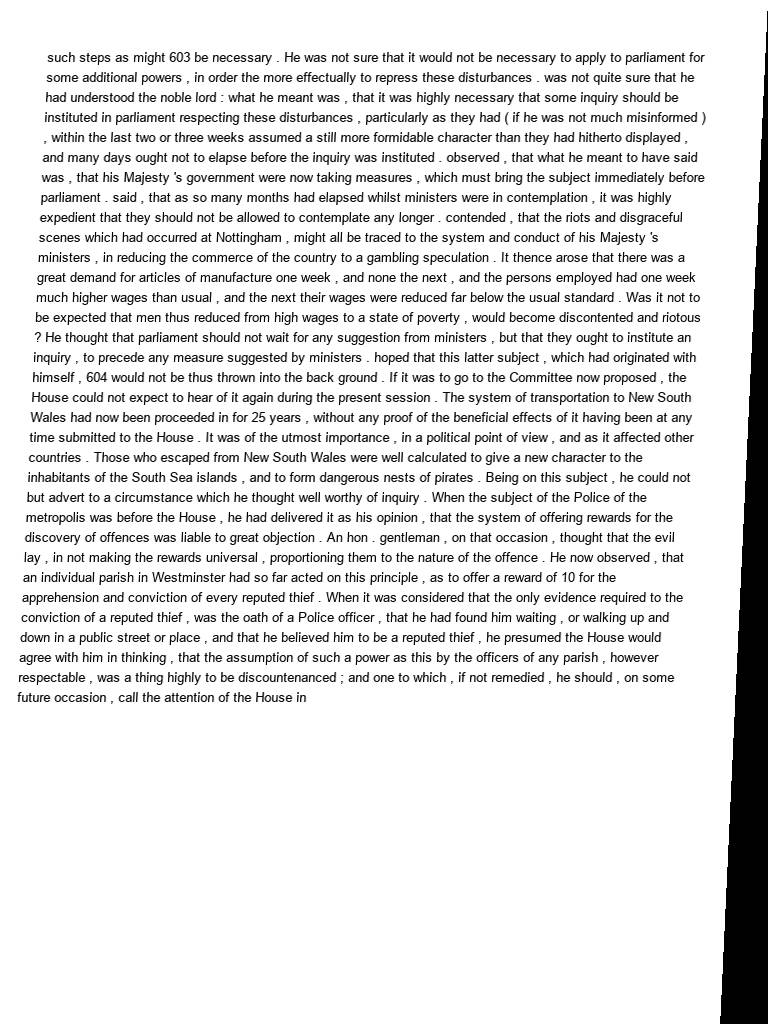 such steps as might 603 be necessary . He was not sure that it would not be necessary to apply to parliament for
some additional powers , in order the more effectually to repress these disturbances . was not quite sure that he
had understood the noble lord : what he meant was , that it was highly necessary that some inquiry should be
instituted in parliament respecting these disturbances , particularly as they had ( if he was not much misinformed )
, within the last two or three weeks assumed a still more formidable character than they had hitherto displayed ,
and many days ought not to elapse before the inquiry was instituted . observed , that what he meant to have said
was , that his Majesty 's government were now taking measures , which must bring the subject immediately before
parliament . said , that as so many months had elapsed whilst ministers were in contemplation , it was highly
expedient that they should not be allowed to contemplate any longer . contended , that the riots and disgraceful
scenes which had occurred at Nottingham , might all be traced to the system and conduct of his Majesty 's
ministers , in reducing the commerce of the country to a gambling speculation . It thence arose that there was a
great demand for articles of manufacture one week , and none the next , and the persons employed had one week
much higher wages than usual , and the next their wages were reduced far below the usual standard . Was it not to
be expected that men thus reduced from high wages to a state of poverty , would become discontented and riotous
? He thought that parliament should not wait for any suggestion from ministers , but that they ought to institute an
inquiry , to precede any measure suggested by ministers . hoped that this latter subject , which had originated with
himself , 604 would not be thus thrown into the back ground . If it was to go to the Committee now proposed , the
House could not expect to hear of it again during the present session . The system of transportation to New South
Wales had now been proceeded in for 25 years , without any proof of the beneficial effects of it having been at any
time submitted to the House . It was of the utmost importance , in a political point of view , and as it affected other
countries . Those who escaped from New South Wales were well calculated to give a new character to the
inhabitants of the South Sea islands , and to form dangerous nests of pirates . Being on this subject , he could not
but advert to a circumstance which he thought well worthy of inquiry . When the subject of the Police of the
metropolis was before the House , he had delivered it as his opinion , that the system of offering rewards for the
discovery of offences was liable to great objection . An hon . gentleman , on that occasion , thought that the evil
lay , in not making the rewards universal , proportioning them to the nature of the offence . He now observed , that
an individual parish in Westminster had so far acted on this principle , as to offer a reward of 10 for the
apprehension and conviction of every reputed thief . When it was considered that the only evidence required to the
conviction of a reputed thief , was the oath of a Police officer , that he had found him waiting , or walking up and
down in a public street or place , and that he believed him to be a reputed thief , he presumed the House would
agree with him in thinking , that the assumption of such a power as this by the officers of any parish , however
respectable , was a thing highly to be discountenanced ; and one to which , if not remedied , he should , on some
future occasion , call the attention of the House in